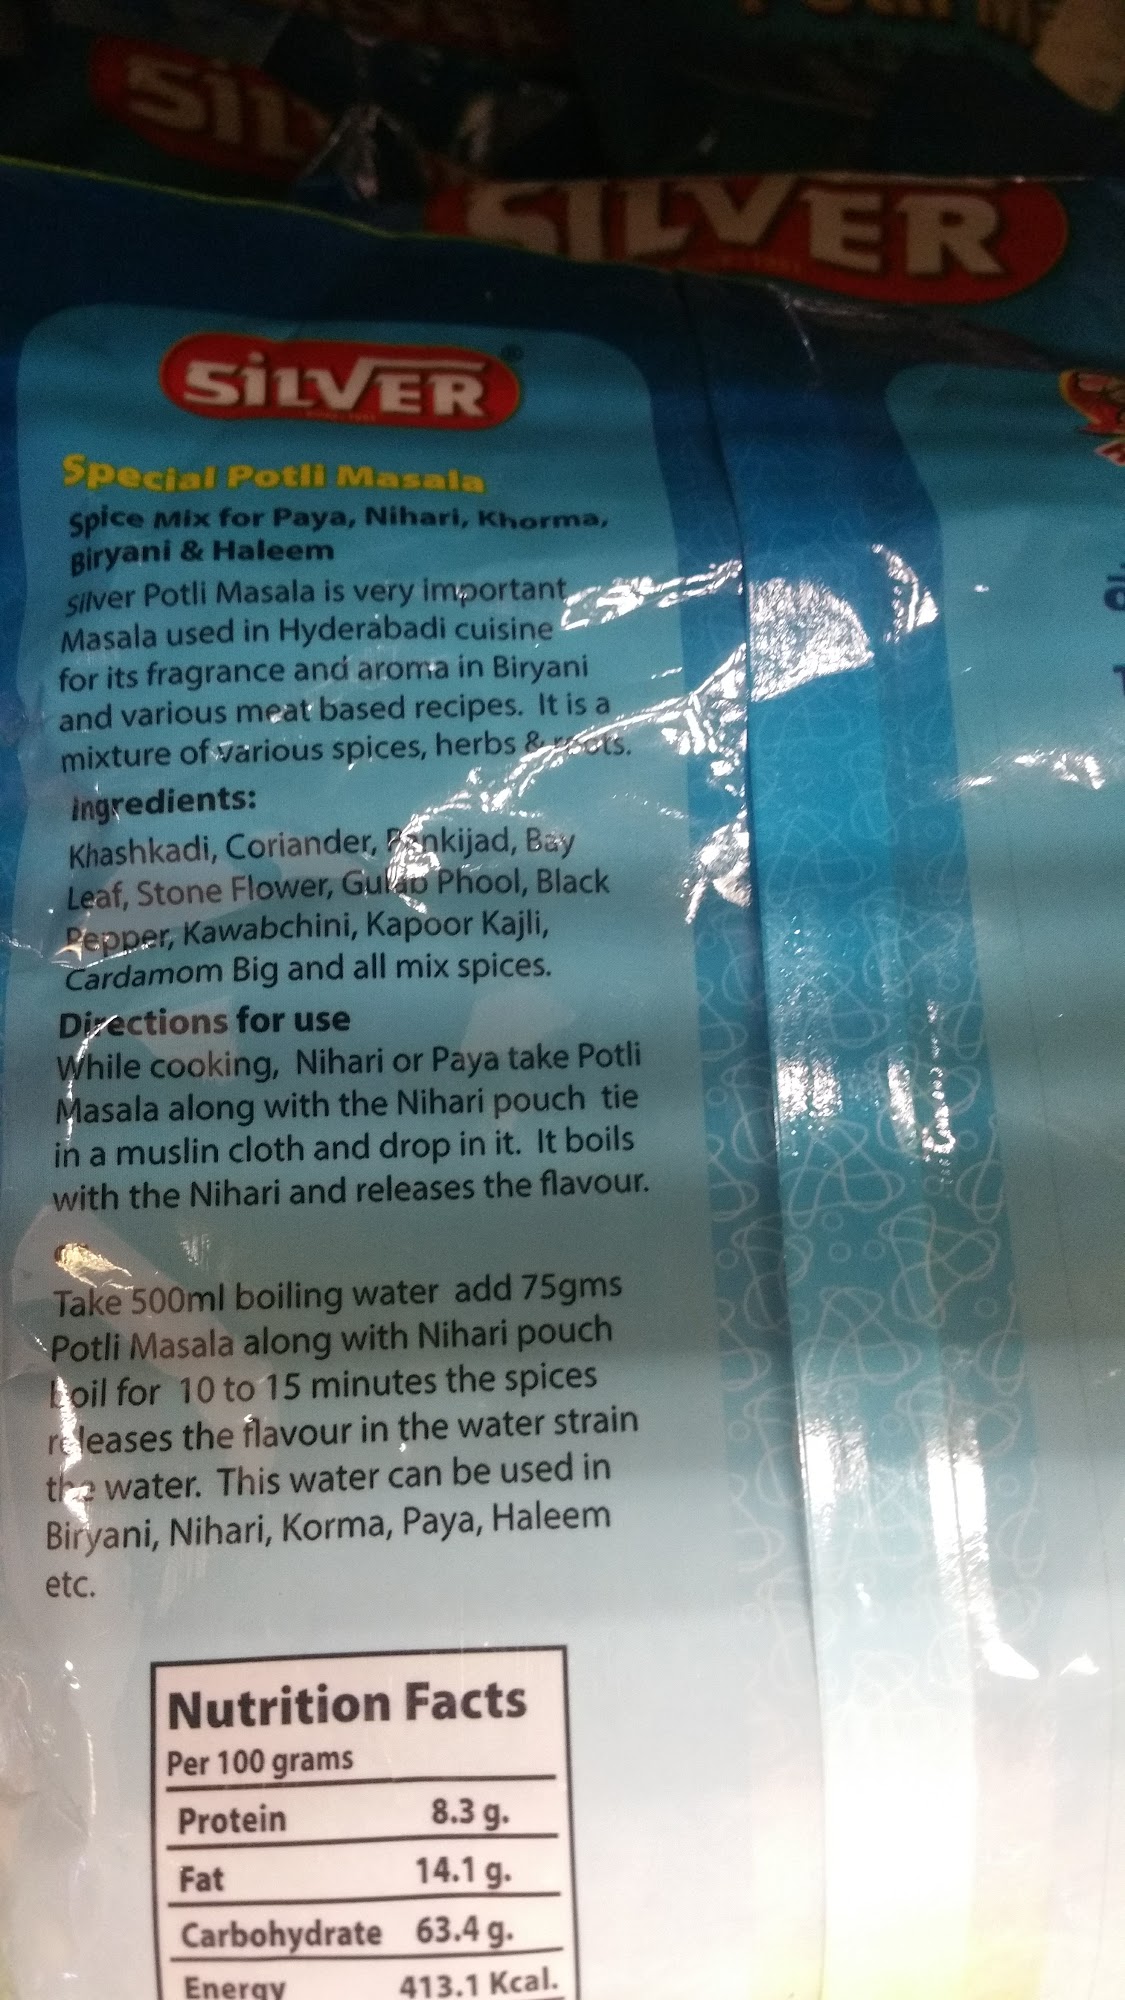 SILVER
SILVER
Special Potli Masala
Spice Mix for Paya, Nihari, Khorma,
Biryani & Haleem
Silver Potli Masala is very important
Masala used in Hyderabadi cuisine
for its fragrance and aroma in Biryani
and various meat based recipes. It is a
mixture of various spices, herbs & roots.
Ingredients:
Khashkadi, Coriander, Pankijad, Bay
Leaf, Stone Flower, Gulab Phool, Black
Pepper, Kawabchini, Kapoor Kajli,
Cardamom Big and all mix spices.
Directions for use
While cooking, Nihari or Paya take Potli
Masala along with the Nihari pouch tie
in a muslin cloth and drop in it. It boils
with the Nihari and releases the flavour.
Take 500ml boiling water add 75gms
Potli Masala along with Nihari pouch
boil for 10 to 15 minutes the spices
releases the flavour in the water strain
the water. This water can be used in
Biryani, Nihari, Korma, Paya, Haleem
etc.
Nutrition Facts
Per 100 grams
Protein 8.3 g.
Fat 14.1 g.
Carbohydrate 63.4 g.
Energy 413.1 Kcal.